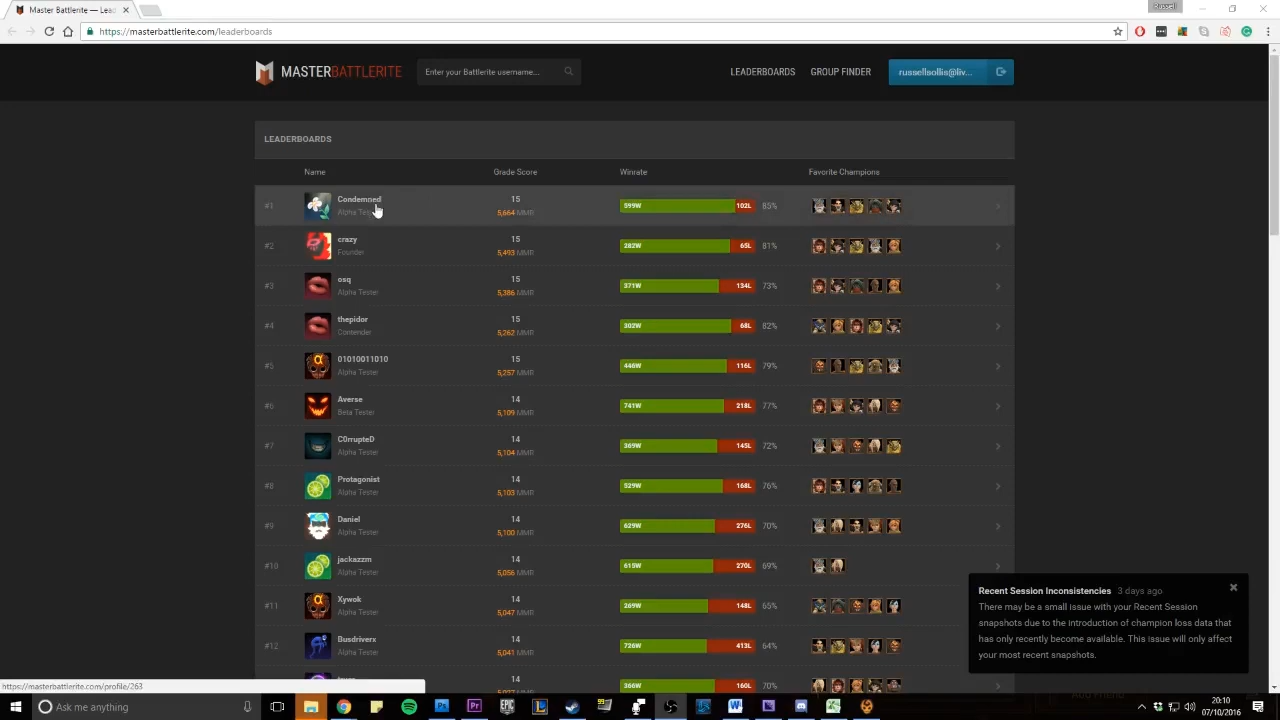 Master Battlerite — Lea
Russell
https://masterbattlerite.com/leaderboards
MASTERBATTLERITE
Enter your Battlerite username...
LEADERBOARDS
GROUP FINDER
russellsollis@liv...
LEADERBOARDS
Name Grade Score Winrate Favorite Champions
#1 Condemned 15 599W 102L 85%
Alpha Tes 5,664 MMR
#2 crazy 15 282W 65L 81%
Founder 5,493 MMR
#3 osq 15 371W 134L 73%
Alpha Tester 5,386 MMR
#4 thepidor 15 302W 68L 82%
Contender 5,262 MMR
#5 01010011010 15 446W 116L 79%
Alpha Tester 5,257 MMR
#6 Averse 14 741W 218L 77%
Beta Tester 5,109 MMR
#7 C0rrupteD 14 369W 145L 72%
Alpha Tester 5,104 MMR
#8 Protagonist 14 529W 168L 76%
Alpha Tester 5,103 MMR
#9 Daniel 14 629W 276L 70%
Alpha Tester 5,100 MMR
#10 jackazzm 14 615W 270L 69%
Alpha Tester 5,056 MMR
#11 Xywok 14 269W 148L 65%
Alpha Tester 5,047 MMR
#12 Busdriverx 14 726W 413L 64%
Alpha Tester 5,041 MMR
14 366W 160L 70%
Recent Session Inconsistencies 3 days ago
There may be a small issue with your Recent Session
snapshots due to the introduction of champion loss data that
has only recently become available. This issue will only affect
your most recent snapshots.
Add Friend
https://masterbattlerite.com/profile/263
Ask me anything
20:10
07/10/2016